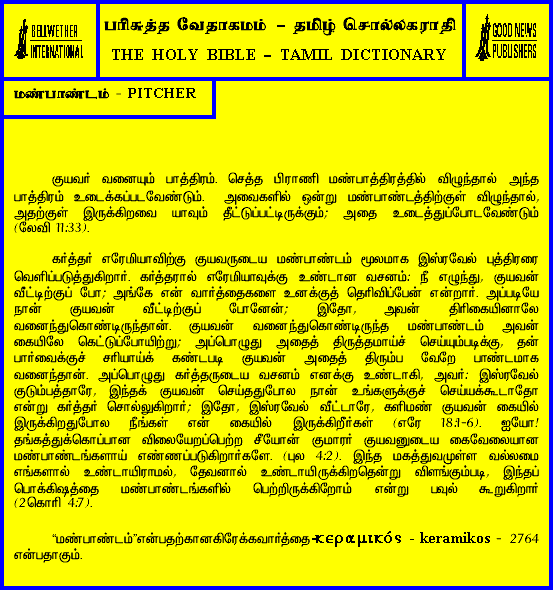 BELLWETHER
INTERNATIONAL
பரிசுத்த வேதாகமம் – தமிழ் சொல்லகராதி
THE HOLY BIBLE – TAMIL DICTIONARY
GOOD NEWS
PUBLISHERS
மண்பாண்டம் - PITCHER
குயவர் வனையும் பாத்திரம். செத்த பிராணி மண்பாத்திரத்தில் விழுந்தால் அந்த
பாத்திரம் உடைக்கப்படவேண்டும். அவைகளில் ஒன்று மண்பாண்டத்திற்குள் விழுந்தால்,
அதற்குள் இருக்கிறவை யாவும் தீட்டுப்பட்டிருக்கும்; அதை உடைத்துப்போடவேண்டும்
(லேவி 11:33).
கர்த்தர் எரேமியாவிற்கு குயவருடைய மண்பாண்டம் மூலமாக இஸ்ரவேல் புத்திரரை
வெளிப்படுத்துகிறார். கர்த்தரால் எரேமியாவுக்கு உண்டான வசனம்: நீ எழுந்து, குயவன்
வீட்டிற்குப் போ; அங்கே என் வார்த்தைகளை உனக்குத் தெரிவிப்பேன் என்றார். அப்படியே
நான் குயவன் வீட்டிற்குப் போனேன்; இதோ, அவன் திரிகையினாலே
வனைந்துகொண்டிருந்தான். குயவன் வனைந்துகொண்டிருந்த மண்பாண்டம் அவன்
கையிலே கெட்டுப்போயிற்று; அப்பொழுது அதைத் திருத்தமாய்ச் செய்யும்படிக்கு, தன்
பார்வைக்குச் சரியாய்க் கண்டபடி குயவன் அதைத் திரும்ப வேறே பாண்டமாக
வனைந்தான். அப்பொழுது கர்த்தருடைய வசனம் எனக்கு உண்டாகி, அவர்: இஸ்ரவேல்
குடும்பத்தாரே, இந்தக் குயவன் செய்ததுபோல நான் உங்களுக்குச் செய்யக்கூடாதோ
என்று கர்த்தர் சொல்லுகிறார்; இதோ, இஸ்ரவேல் வீட்டாரே, களிமண் குயவன் கையில்
இருக்கிறதுபோல நீங்கள் என் கையில் இருக்கிறீர்கள் (எரே 18:1-6). ஐயோ!
தங்கத்துக்கொப்பான விலையேறப்பெற்ற சீயோன் குமாரர் குயவனுடைய கைவேலையான
மண்பாண்டங்களாய் எண்ணப்படுகிறார்களே. (புல 4:2). இந்த மகத்துவமுள்ள வல்லமை
எங்களால் உண்டாயிராமல், தேவனால் உண்டாயிருக்கிறதென்று விளங்கும்படி, இந்தப்
பொக்கிஷத்தை மண்பாண்டங்களில் பெற்றிருக்கிறோம் என்று பவுல் கூறுகிறார்
(2கொரி 4:7).
“மண்பாண்டம்”என்பதற்கானகிரேக்கவார்த்தை-κεραμικός - keramikos - 2764
என்பதாகும்.